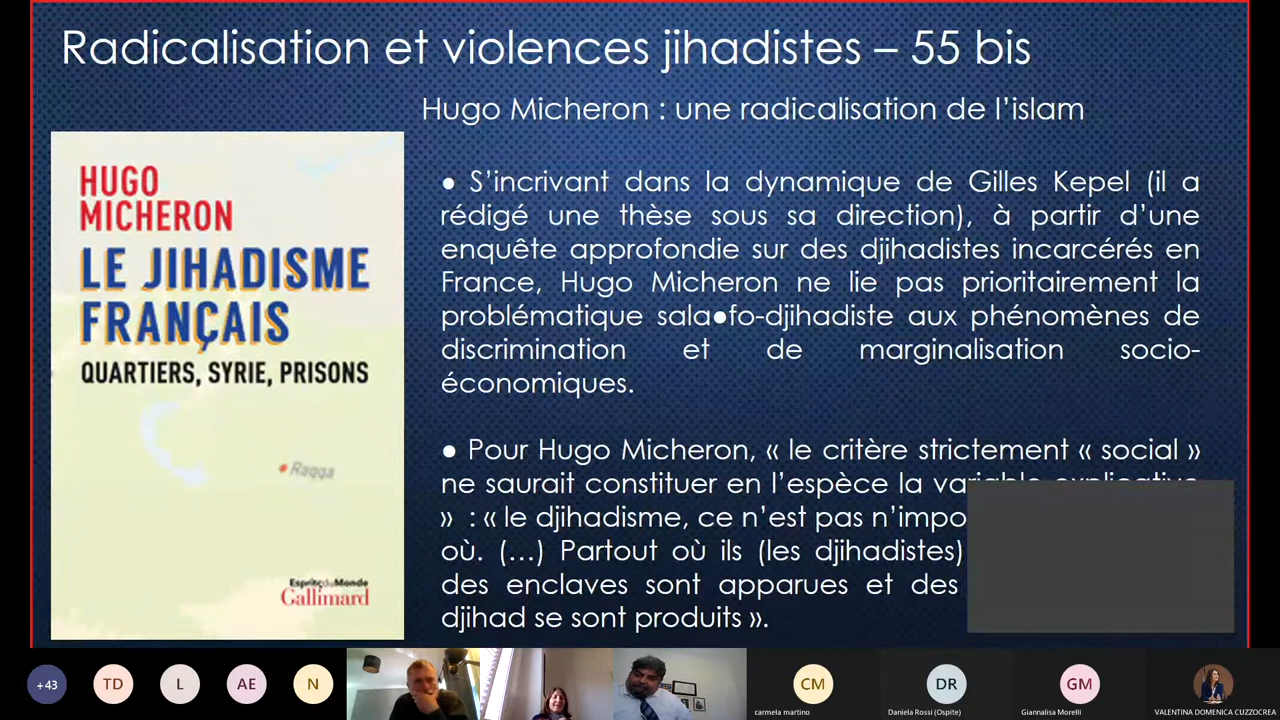 Radicalisation et violences jihadistes – 55 bis
Hugo Micheron : une radicalisation de l'islam
HUGO
MICHERON
LE JIHADISME
FRANÇAIS
QUARTIERS, SYRIE, PRISONS
Raqqa
Esprits du Monde
Gallimard
● S'incrivant dans la dynamique de Gilles Kepel (il a
rédigé une thèse sous sa direction), à partir d'une
enquête approfondie sur des djihadistes incarcérés en
France, Hugo Micheron ne lie pas prioritairement la
problématique sala●fo-djihadiste aux phénomènes de
discrimination et de marginalisation socio-
économiques.
● Pour Hugo Micheron, « le critère strictement « social »
ne saurait constituer en l'espèce la variable explicative
» : « le djihadisme, ce n'est pas n'impo
où. (…) Partout où ils (les djihadistes)
des enclaves sont apparues et des
djihad se sont produits ».
+43
TD
L
AE
N
CM
carmela martino
DR
Daniela Rossi (Ospite)
GM
Giannalisa Morelli
VALENTINA DOMENICA CUZZOCREA